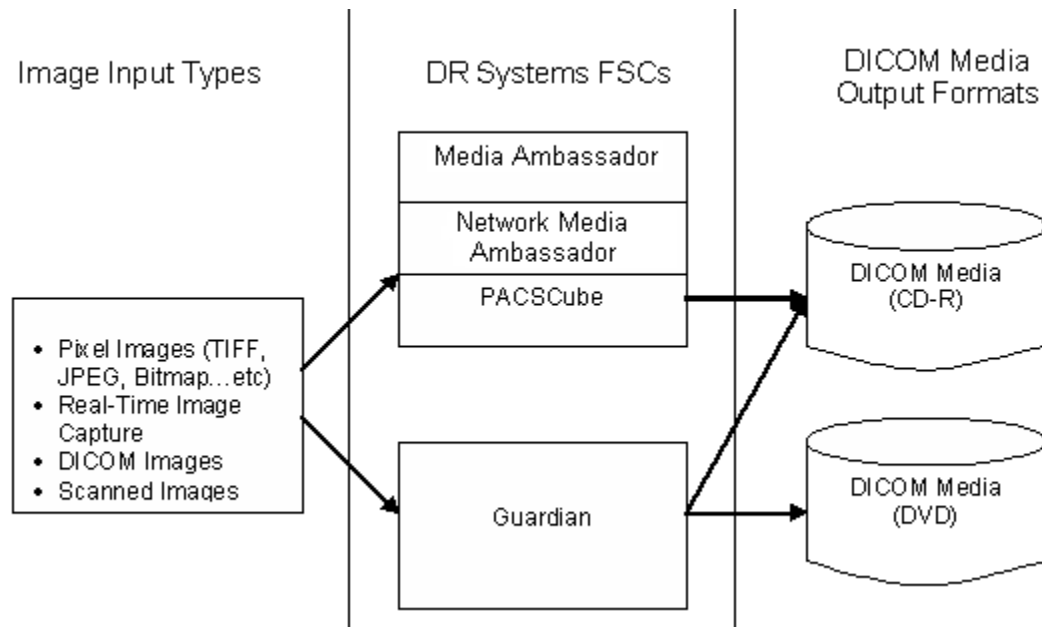 Image Input Types
DR Systems FSCs
DICOM Media
Output Formats
Media Ambassador
Network Media
Ambassador
PACSCube
• Pixel Images (TIFF,
JPEG, Bitmap...etc)
• Real-Time Image
Capture
• DICOM Images
• Scanned Images
Guardian
DICOM Media
(CD-R)
DICOM Media
(DVD)